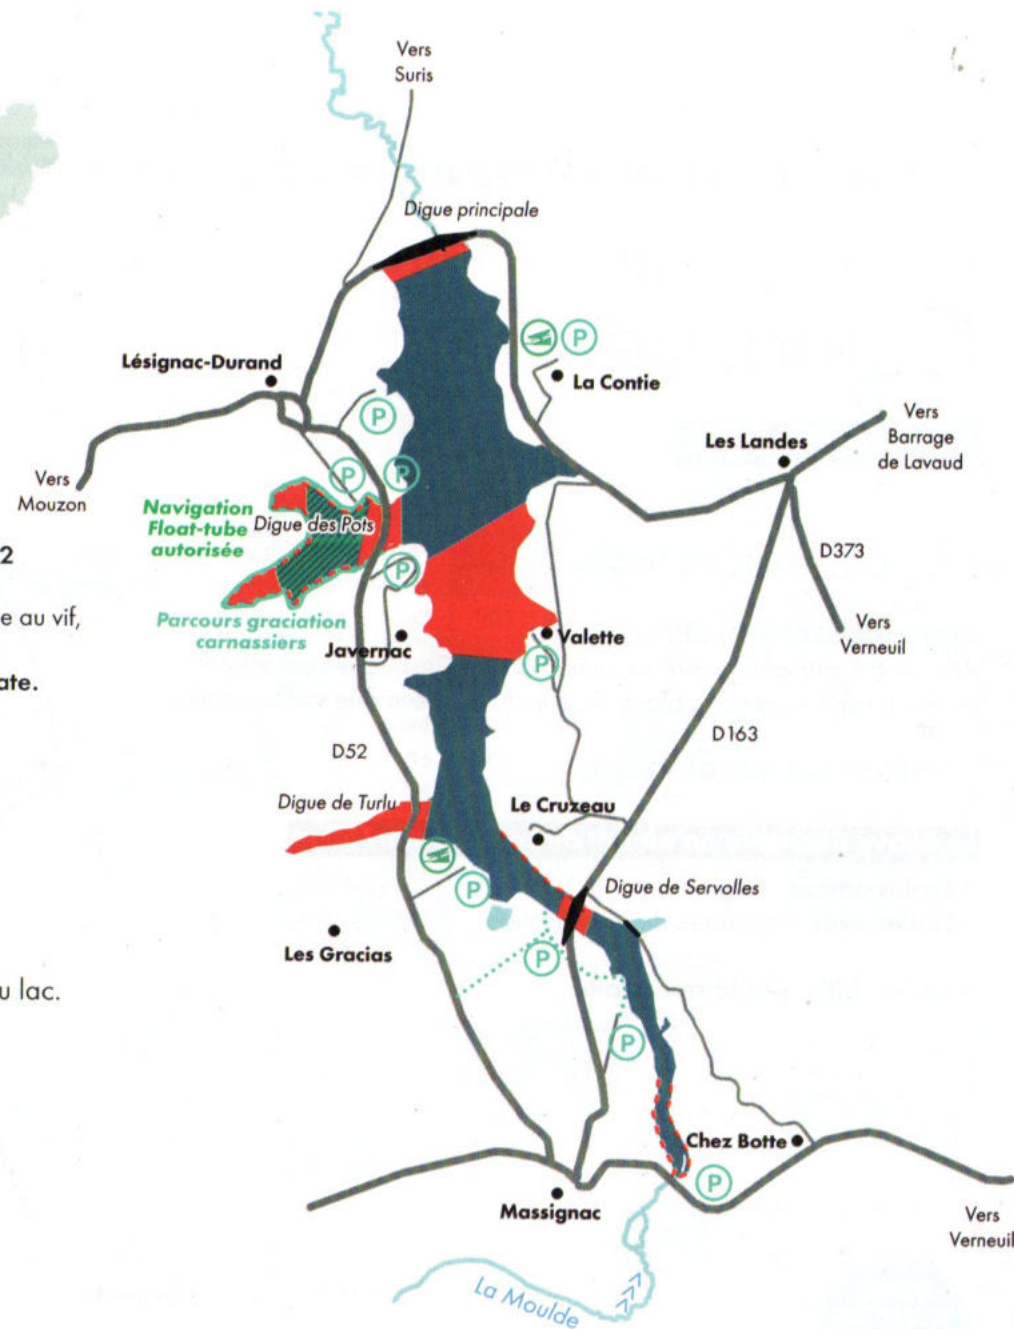 Vers
Suris
Digue principale
Lésignac-Durand
P
La Contie
P
Les Landes
Vers
Barrage
de Lavaud
Vers
Mouzon
P
P
Navigation
Float-tube
autorisée
Digue des Pots
D373
2
P
e au vif,
Parcours graciation
carnassiers
Javernac
Valette
Vers
Verneuil
P
ate.
D52
D163
Digue de Turlu
Le Cruzeau
P
Digue de Servolles
Les Gracias
P
u lac.
P
Chez Botte
P
Massignac
Vers
Verneuil
La Moulde